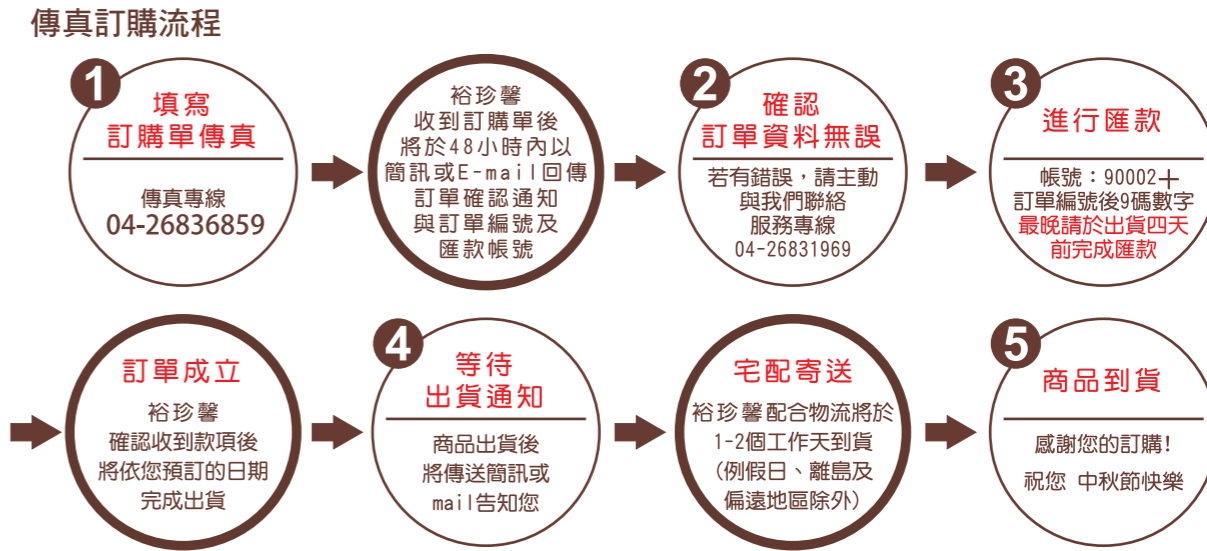 傳真訂購流程
1
填寫
訂購單傳真
傳真專線
04-26836859
裕珍馨
收到訂購單後
將於48小時內以
簡訊或E-mail回傳
訂單確認通知
與訂單編號及
匯款帳號
2
確認
訂單資料無誤
若有錯誤，請主動
與我們聯絡
服務專線
04-26831969
3
進行匯款
帳號：90002＋
訂單編號後9碼數字
最晚請於出貨四天
前完成匯款
訂單成立
裕珍馨
確認收到款項後
將依您預訂的日期
完成出貨
4
等待
出貨通知
商品出貨後
將傳送簡訊或
mail告知您
宅配寄送
裕珍馨配合物流將於
1-2個工作天到貨
(例假日、離島及
偏遠地區除外)
5
商品到貨
感謝您的訂購!
祝您 中秋節快樂